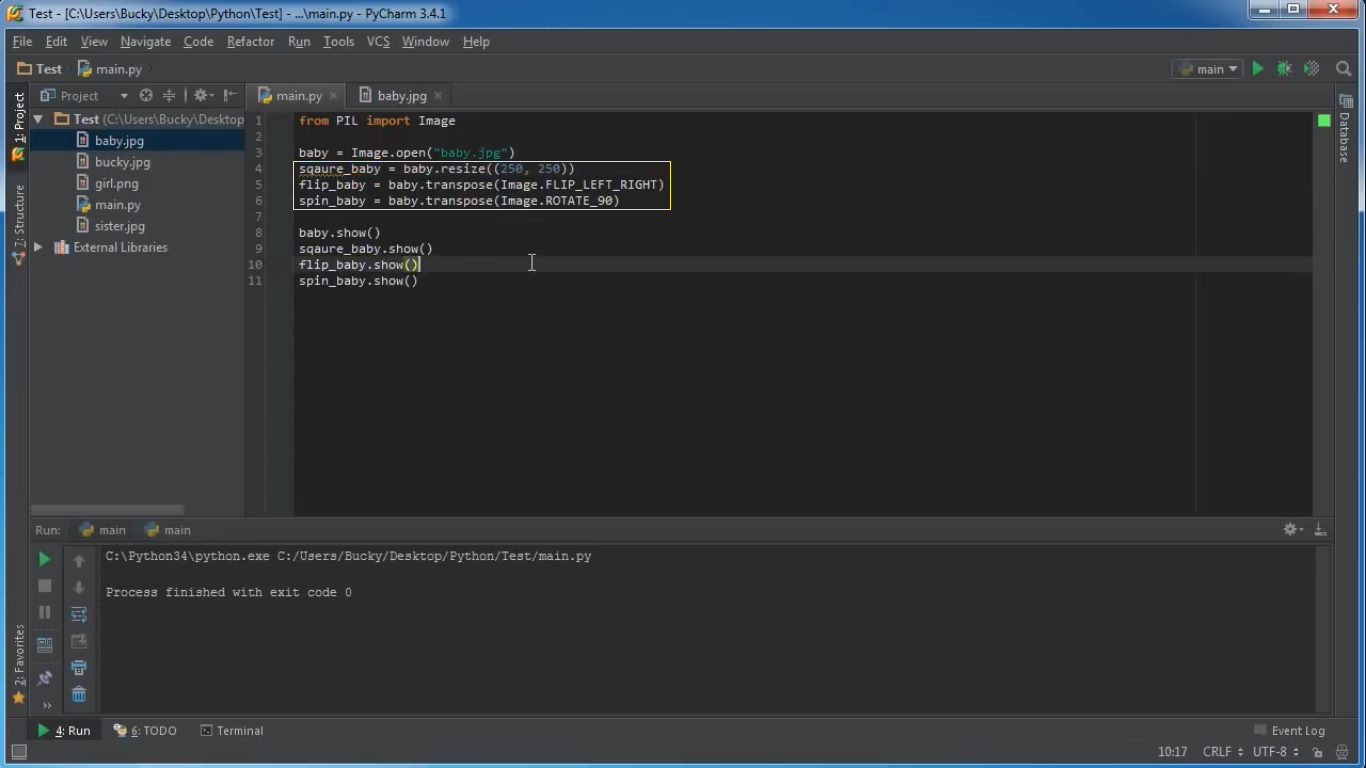 Test - [C:\Users\Bucky\Desktop\Python\Test] - ...\main.py - PyCharm 3.4.1
File Edit View Navigate Code Refactor Run Tools VCS Window Help
Test main.py main
Project main.py baby.jpg
1: Project
7: Structure
2: Favorites
Database
Test (C:\Users\Bucky\Desktop
baby.jpg
bucky.jpg
girl.png
main.py
sister.jpg
External Libraries
1 from PIL import Image
2
3 baby = Image.open("baby.jpg")
4 sqaure_baby = baby.resize((250, 250))
5 flip_baby = baby.transpose(Image.FLIP_LEFT_RIGHT)
6 spin_baby = baby.transpose(Image.ROTATE_90)
7
8 baby.show()
9 sqaure_baby.show()
10 flip_baby.show()
11 spin_baby.show()
Run: main main
C:\Python34\python.exe C:/Users/Bucky/Desktop/Python/Test/main.py
Process finished with exit code 0
4: Run 6: TODO Terminal Event Log
10:17 CRLF UTF-8